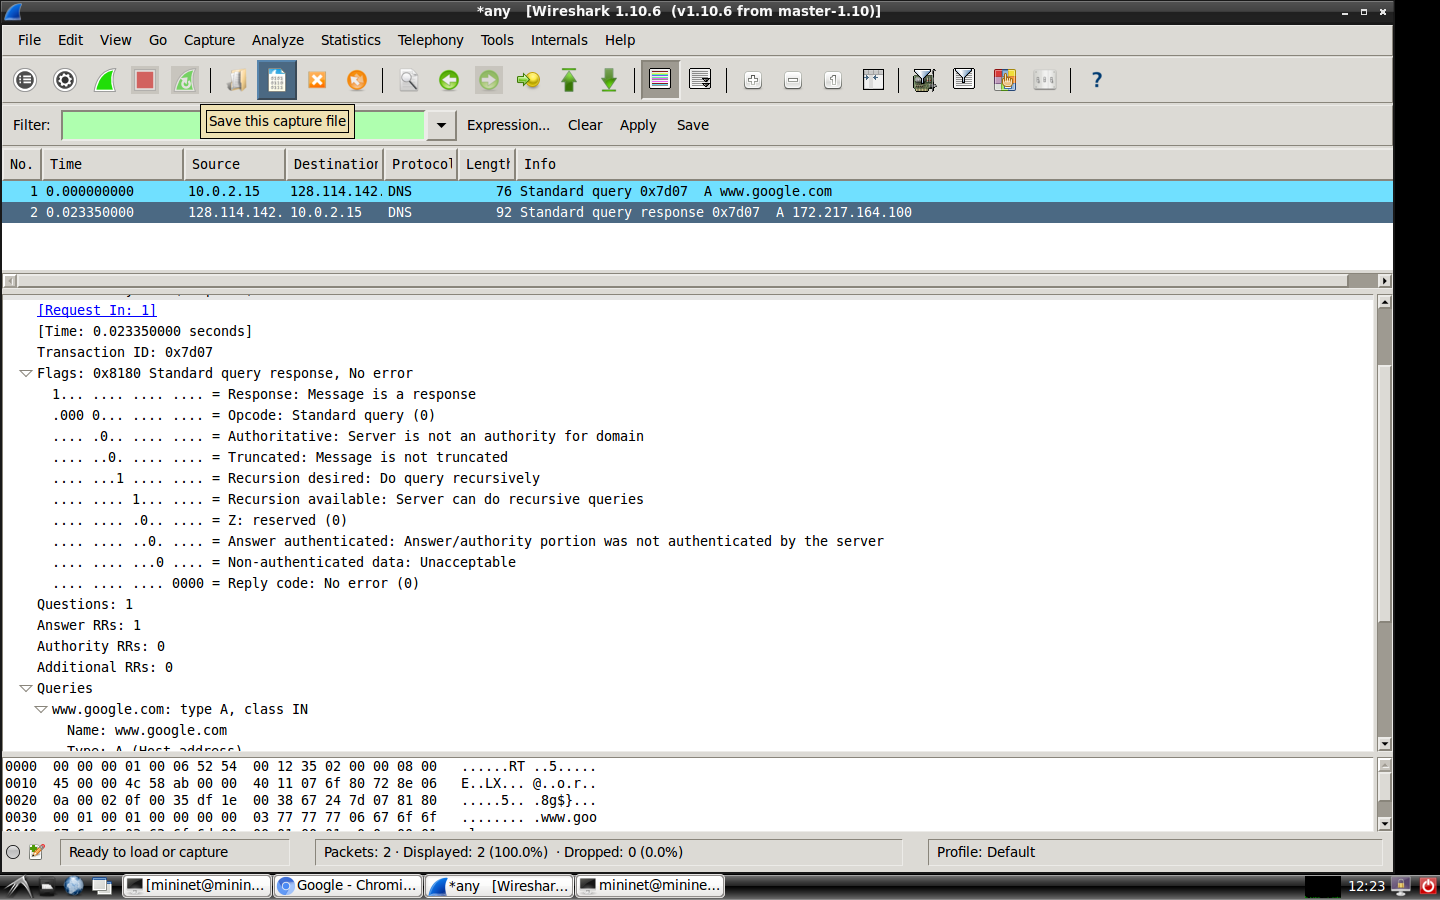 *any   [Wireshark 1.10.6  (v1.10.6 from master-1.10)]
File Edit View Go Capture Analyze Statistics Telephony Tools Internals Help
Filter: Expression... Clear Apply Save
Save this capture file
No. Time Source Destination Protocol Length Info
1 0.000000000 10.0.2.15 128.114.142. DNS 76 Standard query 0x7d07  A www.google.com
2 0.023350000 128.114.142. 10.0.2.15 DNS 92 Standard query response 0x7d07  A 172.217.164.100
[Request In: 1]
[Time: 0.023350000 seconds]
Transaction ID: 0x7d07
Flags: 0x8180 Standard query response, No error
1... .... .... .... = Response: Message is a response
.000 0... .... .... = Opcode: Standard query (0)
.... .0.. .... .... = Authoritative: Server is not an authority for domain
.... ..0. .... .... = Truncated: Message is not truncated
.... ...1 .... .... = Recursion desired: Do query recursively
.... .... 1... .... = Recursion available: Server can do recursive queries
.... .... .0.. .... = Z: reserved (0)
.... .... ..0. .... = Answer authenticated: Answer/authority portion was not authenticated by the server
.... .... ...0 .... = Non-authenticated data: Unacceptable
.... .... .... 0000 = Reply code: No error (0)
Questions: 1
Answer RRs: 1
Authority RRs: 0
Additional RRs: 0
Queries
www.google.com: type A, class IN
Name: www.google.com
Type: A (Host address)
0000  00 00 00 01 00 06 52 54  00 12 35 02 00 00 08 00   ......RT ..5.....
0010  45 00 00 4c 58 ab 00 00  40 11 07 6f 80 72 8e 06   E..LX... @..o.r..
0020  0a 00 02 0f 00 35 df 1e  00 38 67 24 7d 07 81 80   .....5.. .8g$}...
0030  00 01 00 01 00 00 00 00  03 77 77 77 06 67 6f 6f   ........ .www.goo
Ready to load or capture
Packets: 2 · Displayed: 2 (100.0%)  · Dropped: 0 (0.0%)
Profile: Default
[mininet@minin... Google - Chromi... *any   [Wireshar... mininet@minine... 12:23